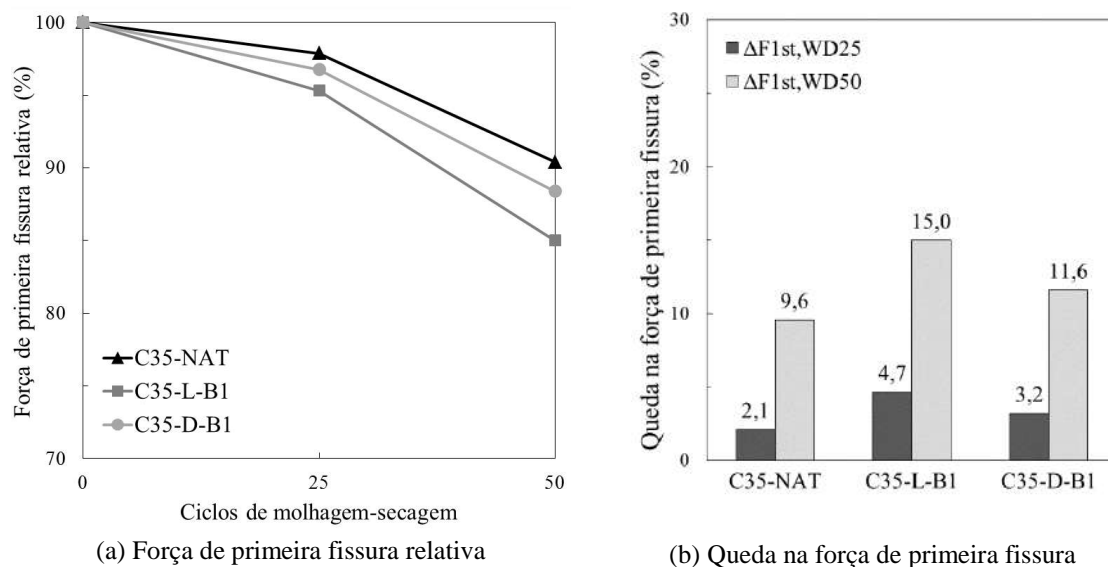 100
90
80
70
0
25
50
Força de primeira fissura relativa (%)
C35-NAT
C35-L-B1
C35-D-B1
Ciclos de molhagem-secagem
(a) Força de primeira fissura relativa
30
20
10
0
Queda na força de primeira fissura (%)
ΔF1st,WD25
ΔF1st,WD50
2,1
9,6
4,7
15,0
3,2
11,6
C35-NAT
C35-L-B1
C35-D-B1
(b) Queda na força de primeira fissura